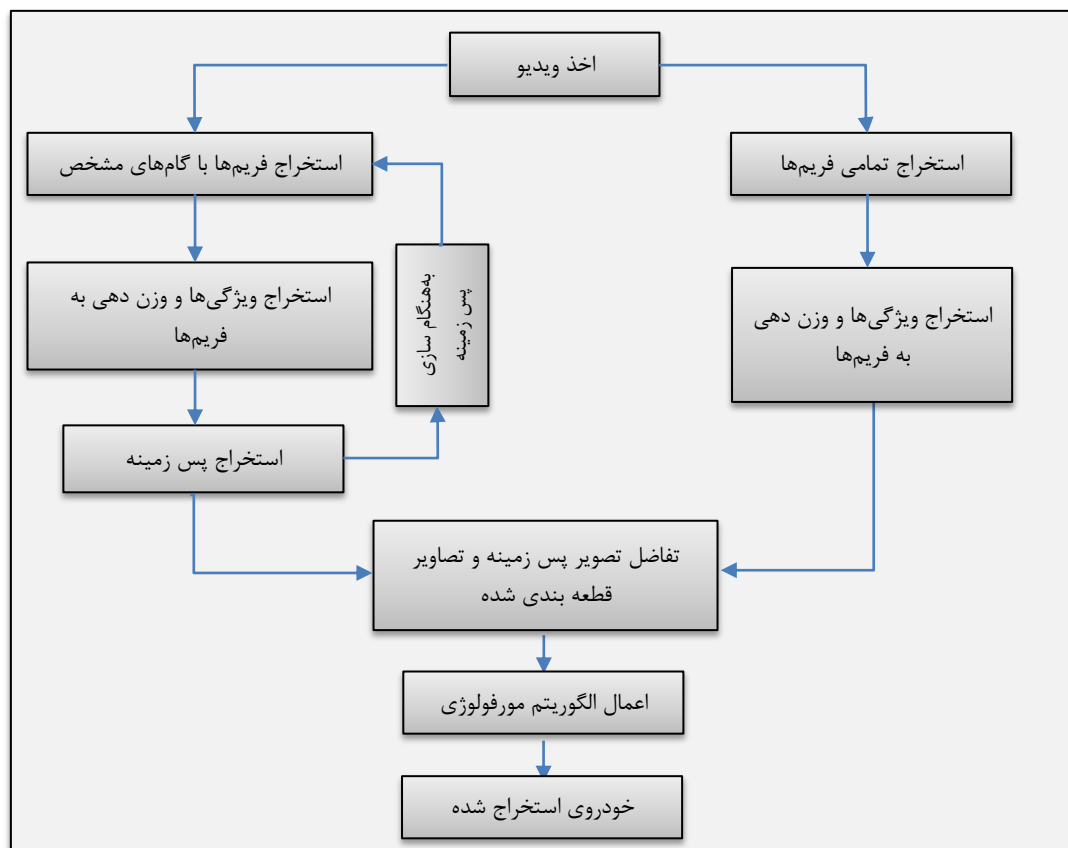 اخذ ویدیو
استخراج تمامی فریم‌ها
استخراج فریم‌ها با گام‌های مشخص
استخراج ویژگی‌ها و وزن دهی
به فریم‌ها
استخراج ویژگی‌ها و وزن دهی به
فریم‌ها
به‌هنگام سازی
پس زمینه
استخراج پس زمینه
تفاضل تصویر پس زمینه و تصاویر
قطعه بندی شده
اعمال الگوریتم مورفولوژی
خودروی استخراج شده